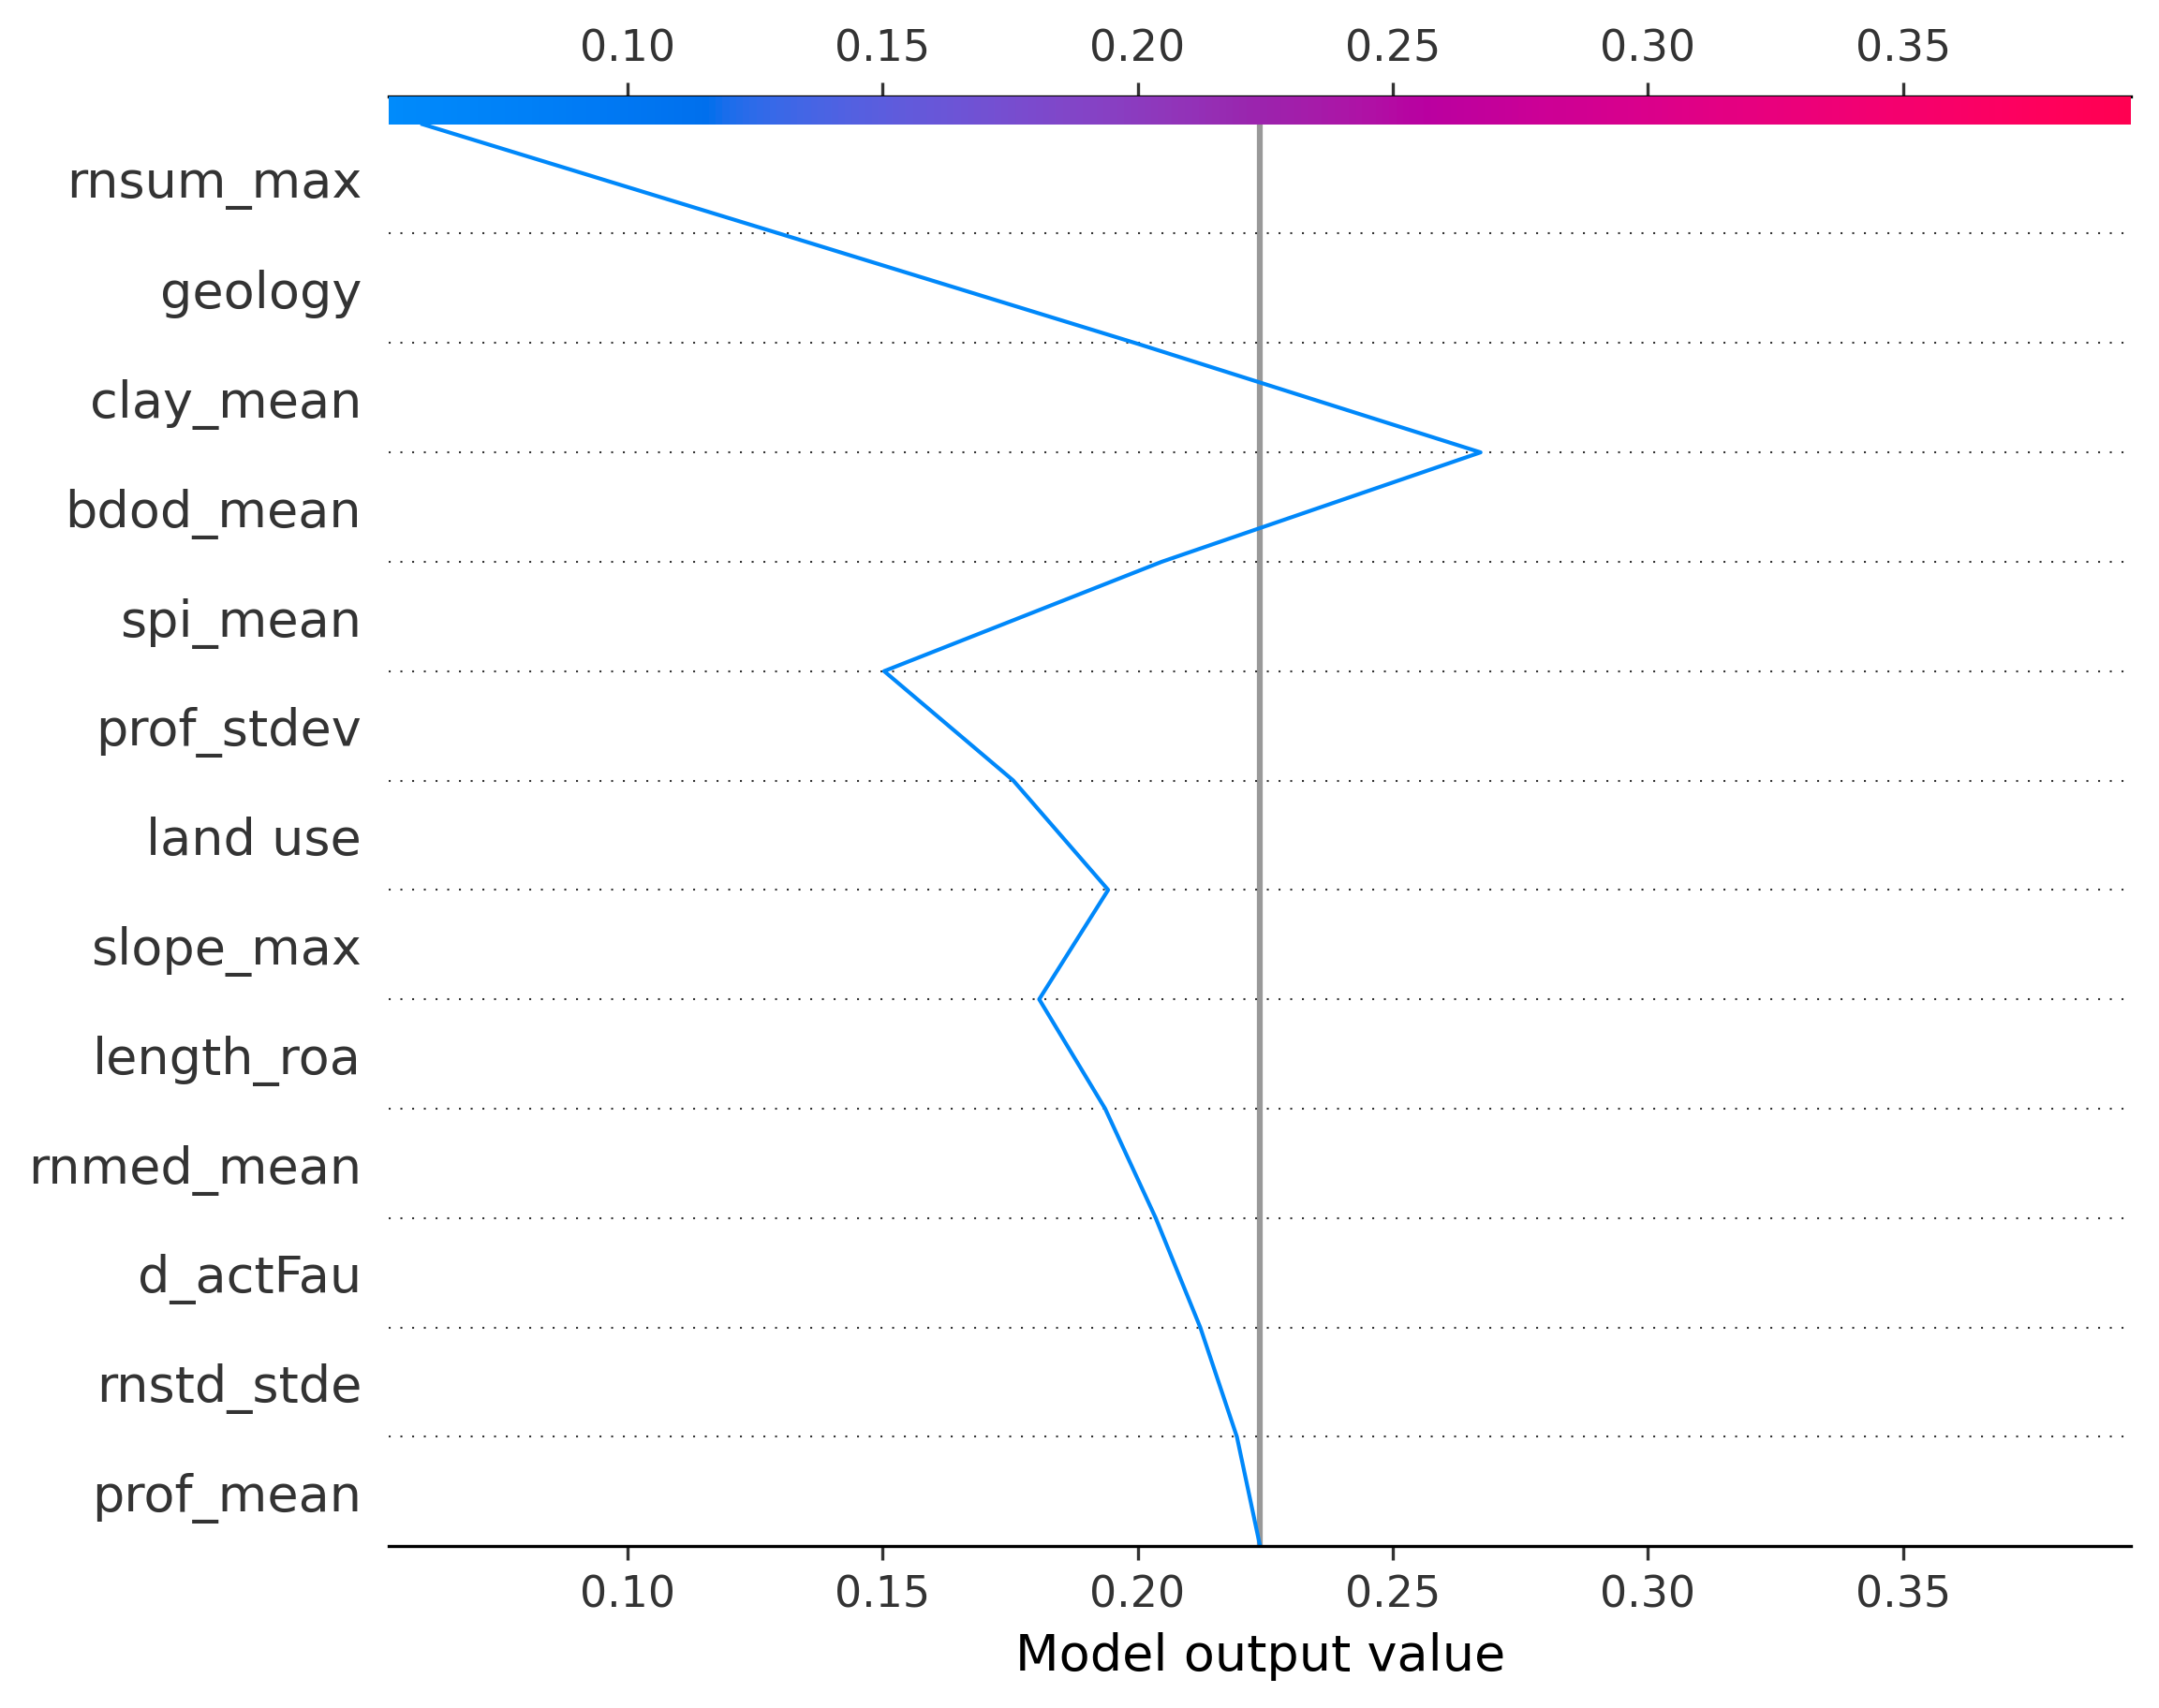 0.10 0.15 0.20 0.25 0.30 0.35
rnsum_max
geology
clay_mean
bdod_mean
spi_mean
prof_stdev
land use
slope_max
length_roa
rnmed_mean
d_actFau
rnstd_stde
prof_mean
0.10 0.15 0.20 0.25 0.30 0.35
Model output value